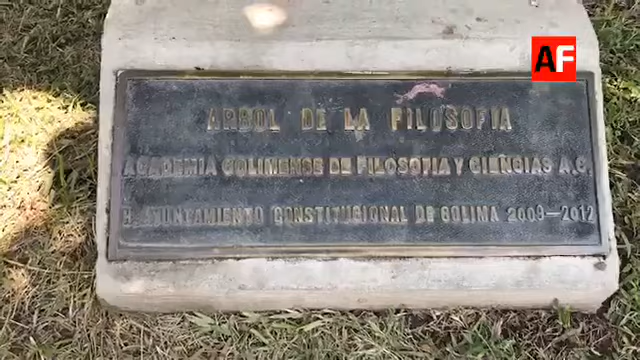 AF
ARBOL DE LA FILOSOFIA
ACADEMIA COLIMENSE DE FILOSOFIA Y CIENCIAS A.C.
H. AYUNTAMIENTO CONSTITUCIONAL DE COLIMA 2009-2012